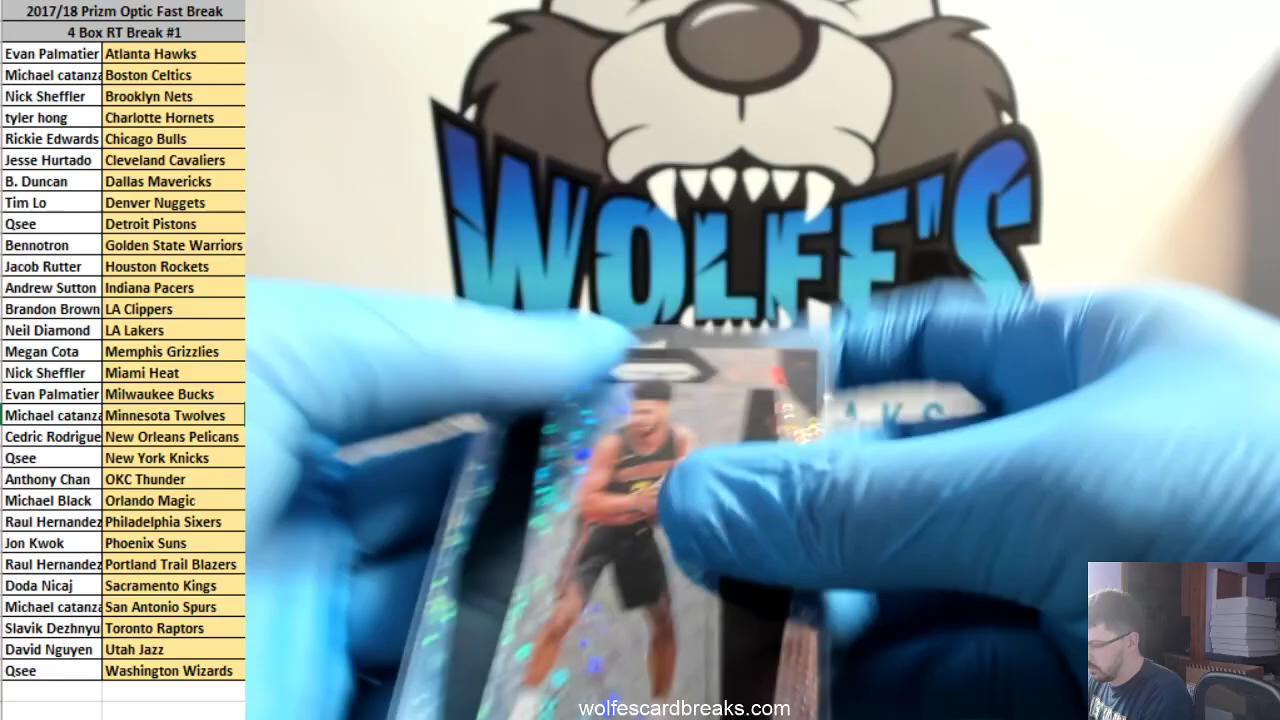 2017/18 Prizm Optic Fast Break
4 Box RT Break #1
Evan Palmatier Atlanta Hawks
Michael catanza Boston Celtics
Nick Sheffler Brooklyn Nets
tyler hong Charlotte Hornets
Rickie Edwards Chicago Bulls
Jesse Hurtado Cleveland Cavaliers
B. Duncan Dallas Mavericks
Tim Lo Denver Nuggets
Qsee Detroit Pistons
Bennotron Golden State Warriors
Jacob Rutter Houston Rockets
Andrew Sutton Indiana Pacers
Brandon Brown LA Clippers
Neil Diamond LA Lakers
Megan Cota Memphis Grizzlies
Nick Sheffler Miami Heat
Evan Palmatier Milwaukee Bucks
Michael catanza Minnesota Twolves
Cedric Rodrigue New Orleans Pelicans
Qsee New York Knicks
Anthony Chan OKC Thunder
Michael Black Orlando Magic
Raul Hernandez Philadelphia Sixers
Jon Kwok Phoenix Suns
Raul Hernandez Portland Trail Blazers
Doda Nicaj Sacramento Kings
Michael catanza San Antonio Spurs
Slavik Dezhnyu Toronto Raptors
David Nguyen Utah Jazz
Qsee Washington Wizards
WOLFE'S
AKS
wolfescardbreaks.com